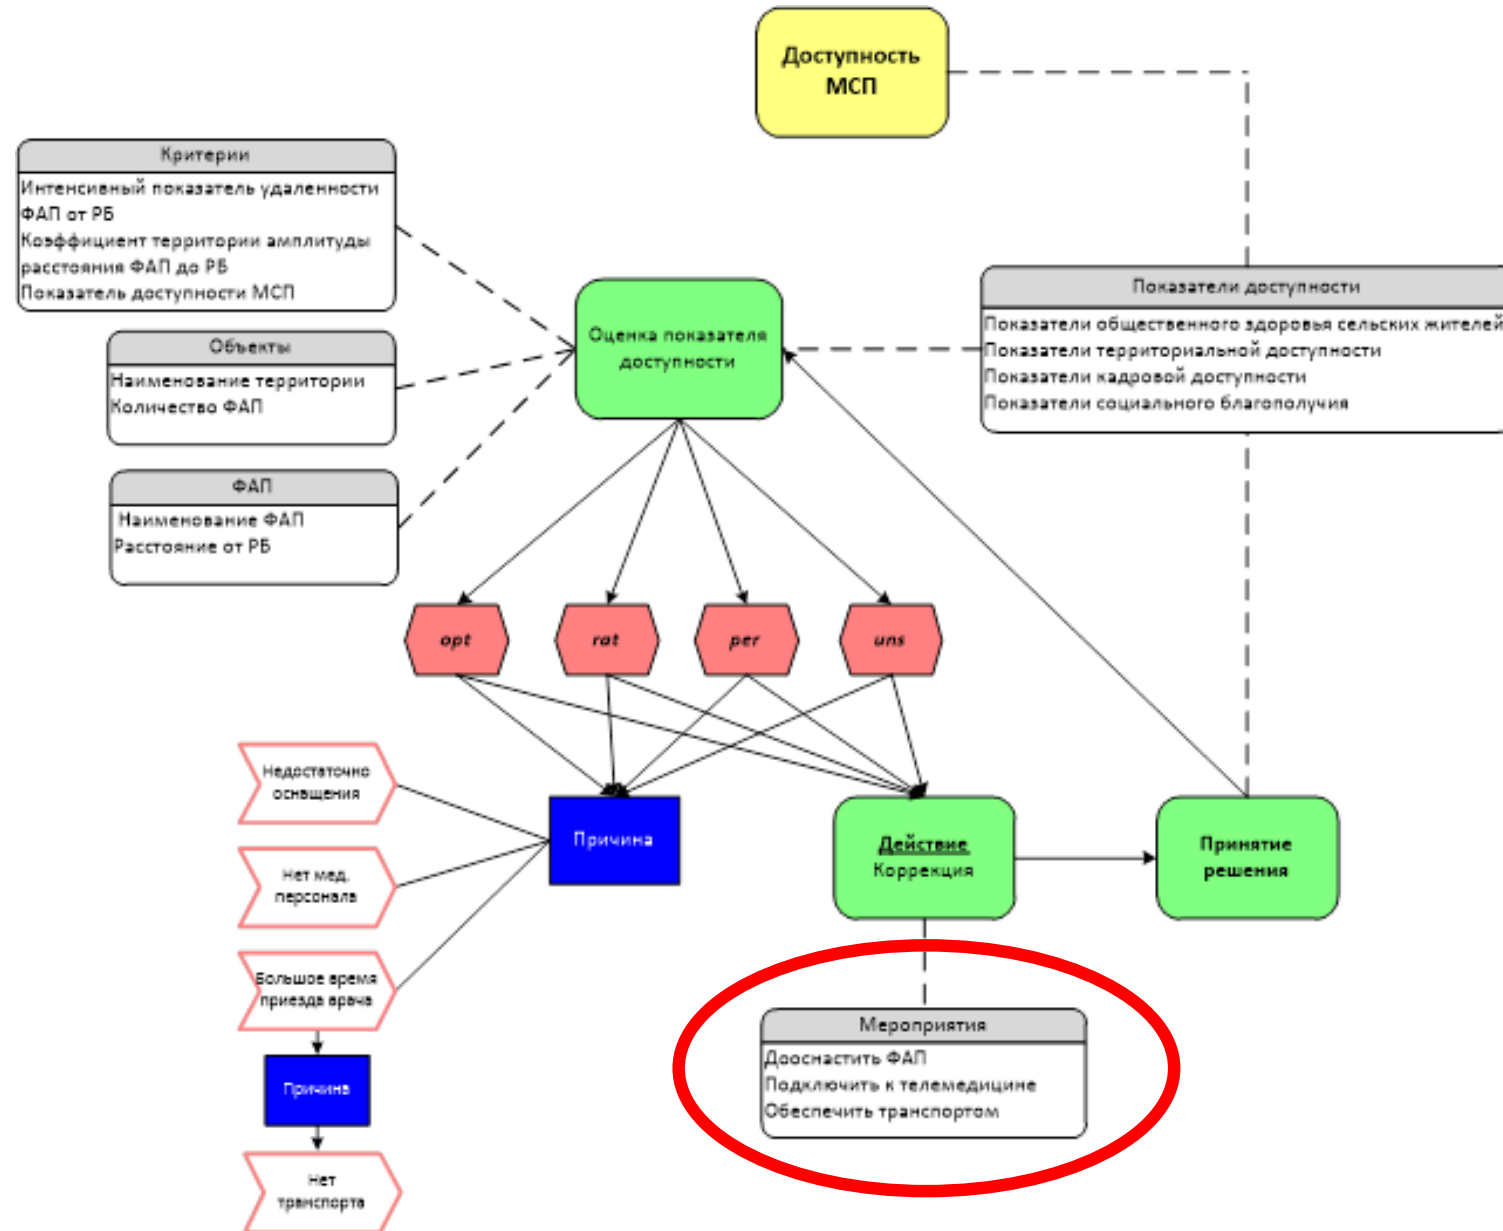 Доступность
МСП
Критерии
Интенсивный показатель удаленности
ФАП от РБ
Коэффициент территории амплитуды
расстояния ФАП до РБ
Показатель доступности МСП
Объекты
Наименование территории
Количество ФАП
ФАП
Наименование ФАП
Расстояние от РБ
Оценка показателя
доступности
Показатели доступности
Показатели общественного здоровья сельских жителей
Показатели территориальной доступности
Показатели кадровой доступности
Показатели социального благополучия
opt
rat
per
uns
Недостаточно
оснащения
Нет мед.
персонала
Большое время
приезда врача
Причина
Нет
транспорта
Причина
Действие
Коррекция
Принятие
решения
Мероприятия
Дооснастить ФАП
Подключить к телемедицине
Обеспечить транспортом